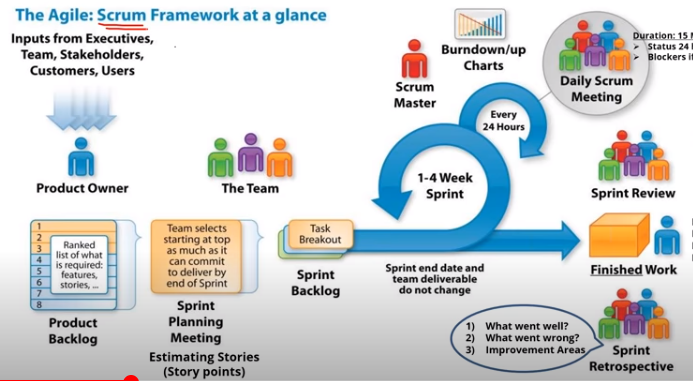 The Agile: Scrum Framework at a glance
Inputs from Executives,
Team, Stakeholders,
Customers, Users
Product Owner
The Team
1
2
3
4
5
6
7
8
Ranked
list of what
is required:
features,
stories, ...
Product
Backlog
Team selects
starting at top
as much as it
can commit
to deliver by
end of Sprint
Sprint
Planning
Meeting
Estimating Stories
(Story points)
Task
Breakout
Sprint
Backlog
Scrum
Master
Burndown/up
Charts
Every
24 Hours
1-4 Week
Sprint
Sprint end date and
team deliverable
do not change
Duration: 15
Status 24
Blockers
Daily Scrum
Meeting
Sprint Review
Finished Work
1) What went well?
2) What went wrong?
3) Improvement Areas
Sprint
Retrospective